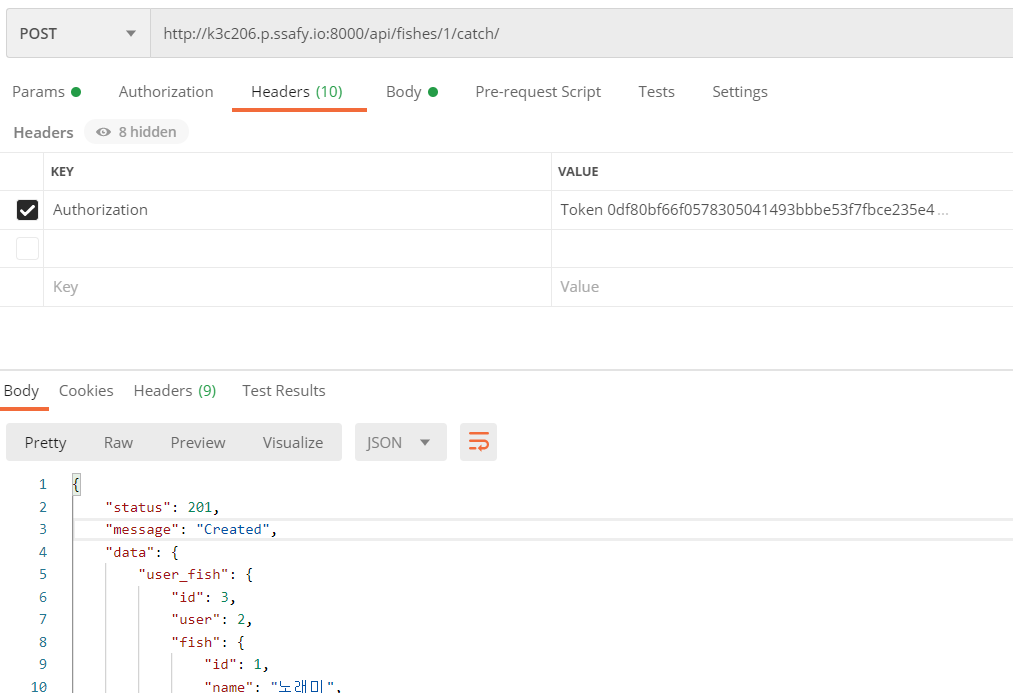 POST http://k3c206.p.ssafy.io:8000/api/fishes/1/catch/
Params Authorization Headers (10) Body Pre-request Script Tests Settings
Headers 8 hidden
KEY VALUE
Authorization Token 0df80bf66f0578305041493bbbe53f7fbce235e4 ...
Key Value
Body Cookies Headers (9) Test Results
Pretty Raw Preview Visualize JSON
1 {
2 "status": 201,
3 "message": "Created",
4 "data": {
5 "user_fish": {
6 "id": 3,
7 "user": 2,
8 "fish": {
9 "id": 1,
10 "name": "노래미",